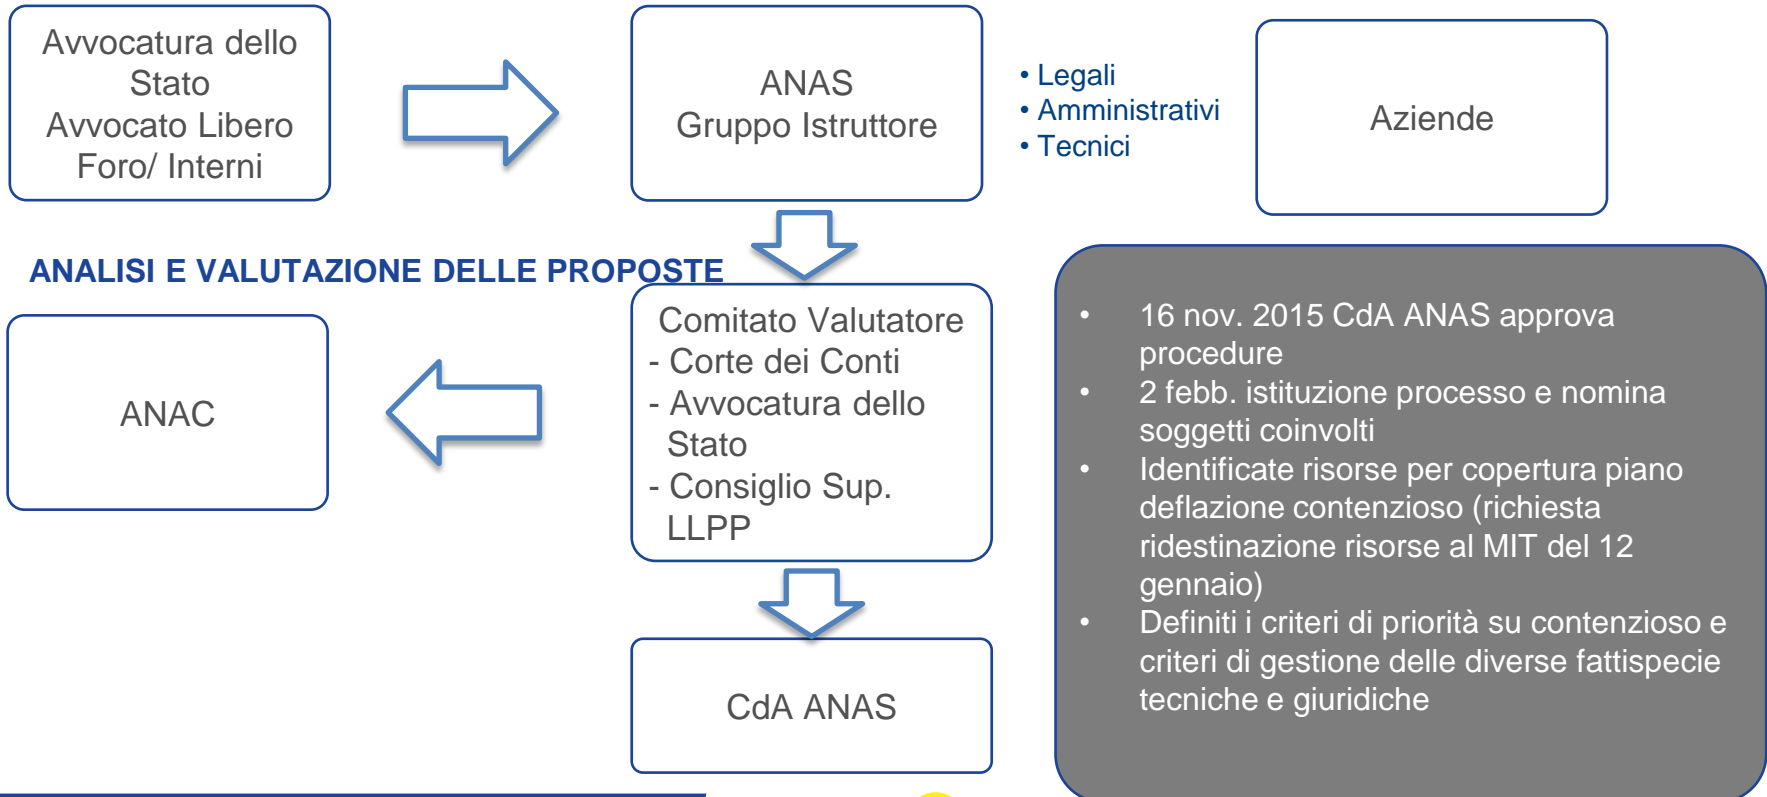 Avvocatura dello
Stato
Avvocato Libero
Foro/ Interni
ANAS
Gruppo Istruttore
• Legali
• Amministrativi
• Tecnici
Aziende
ANALISI E VALUTAZIONE DELLE PROPOSTE
ANAC
Comitato Valutatore
- Corte dei Conti
- Avvocatura dello
Stato
- Consiglio Sup.
LLPP
CdA ANAS
• 16 nov. 2015 CdA ANAS approva
procedure
• 2 febb. istituzione processo e nomina
soggetti coinvolti
• Identificate risorse per copertura piano
deflazione contenzioso (richiesta
ridestinazione risorse al MIT del 12
gennaio)
• Definiti i criteri di priorità su contenzioso e
criteri di gestione delle diverse fattispecie
tecniche e giuridiche